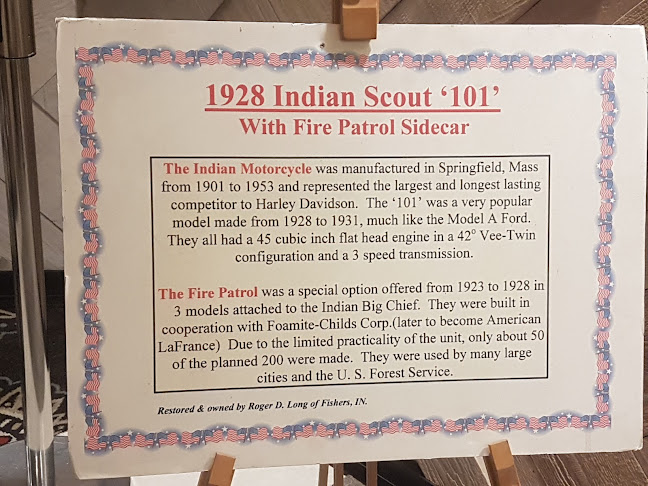 1928 Indian Scout ‘101’
With Fire Patrol Sidecar
The Indian Motorcycle was manufactured in Springfield, Mass
from 1901 to 1953 and represented the largest and longest lasting
competitor to Harley Davidson. The ‘101’ was a very popular
model made from 1928 to 1931, much like the Model A Ford.
They all had a 45 cubic inch flat head engine in a 42° Vee-Twin
configuration and a 3 speed transmission.
The Fire Patrol was a special option offered from 1923 to 1928 in
3 models attached to the Indian Big Chief. They were built in
cooperation with Foamite-Childs Corp.(later to become American
LaFrance) Due to the limited practicality of the unit, only about 50
of the planned 200 were made. They were used by many large
cities and the U. S. Forest Service.
Restored & owned by Roger D. Long of Fishers, IN.